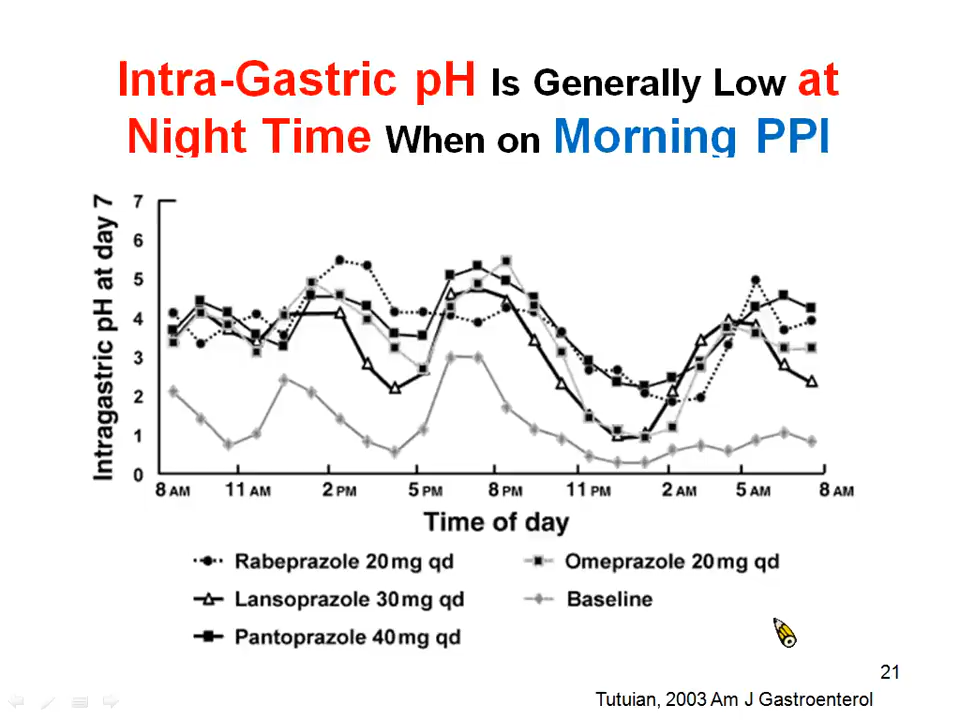 Intra-Gastric pH Is Generally Low at
Night Time When on Morning PPI
Intragastric pH at day 7
7
6
5
4
3
2
1
0
8 AM 11 AM 2 PM 5 PM 8 PM 11 PM 2 AM 5 AM 8 AM
Time of day
Rabeprazole 20 mg qd
Omeprazole 20 mg qd
Lansoprazole 30 mg qd
Baseline
Pantoprazole 40 mg qd
21
Tutuian, 2003 Am J Gastroenterol